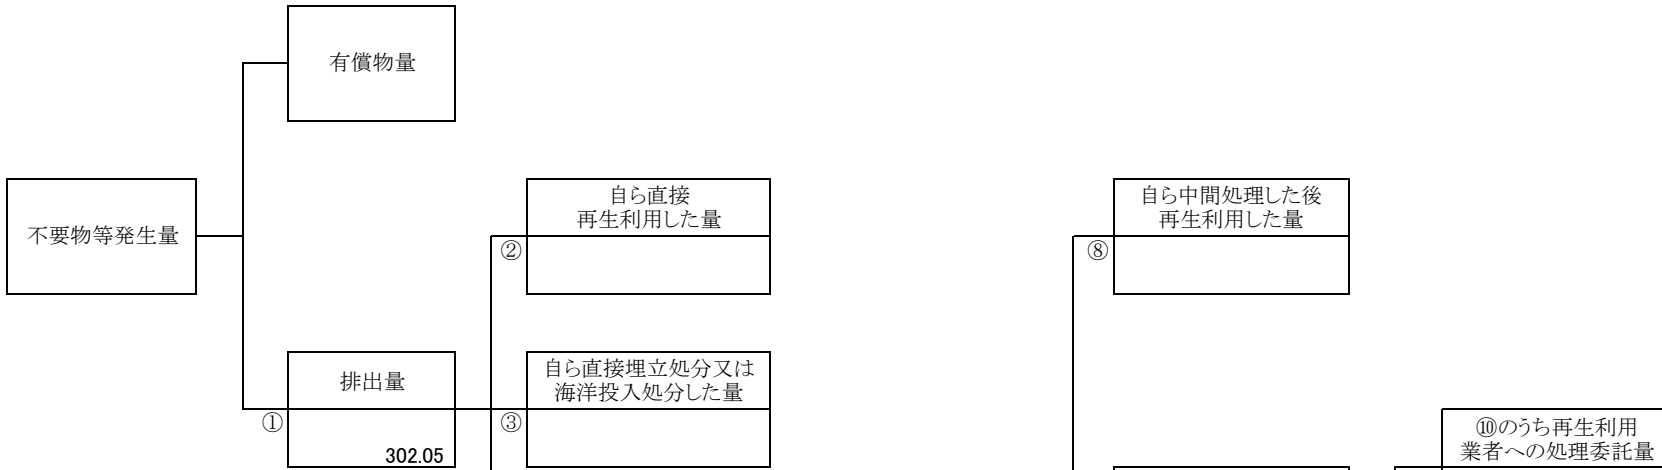 有償物量
不要物等発生量
自ら直接
再生利用した量
②
自ら中間処理した後
再生利用した量
⑧
排出量
①
302.05
自ら直接埋立処分又は
海洋投入処分した量
③
⑩のうち再生利用
業者への処理委託量